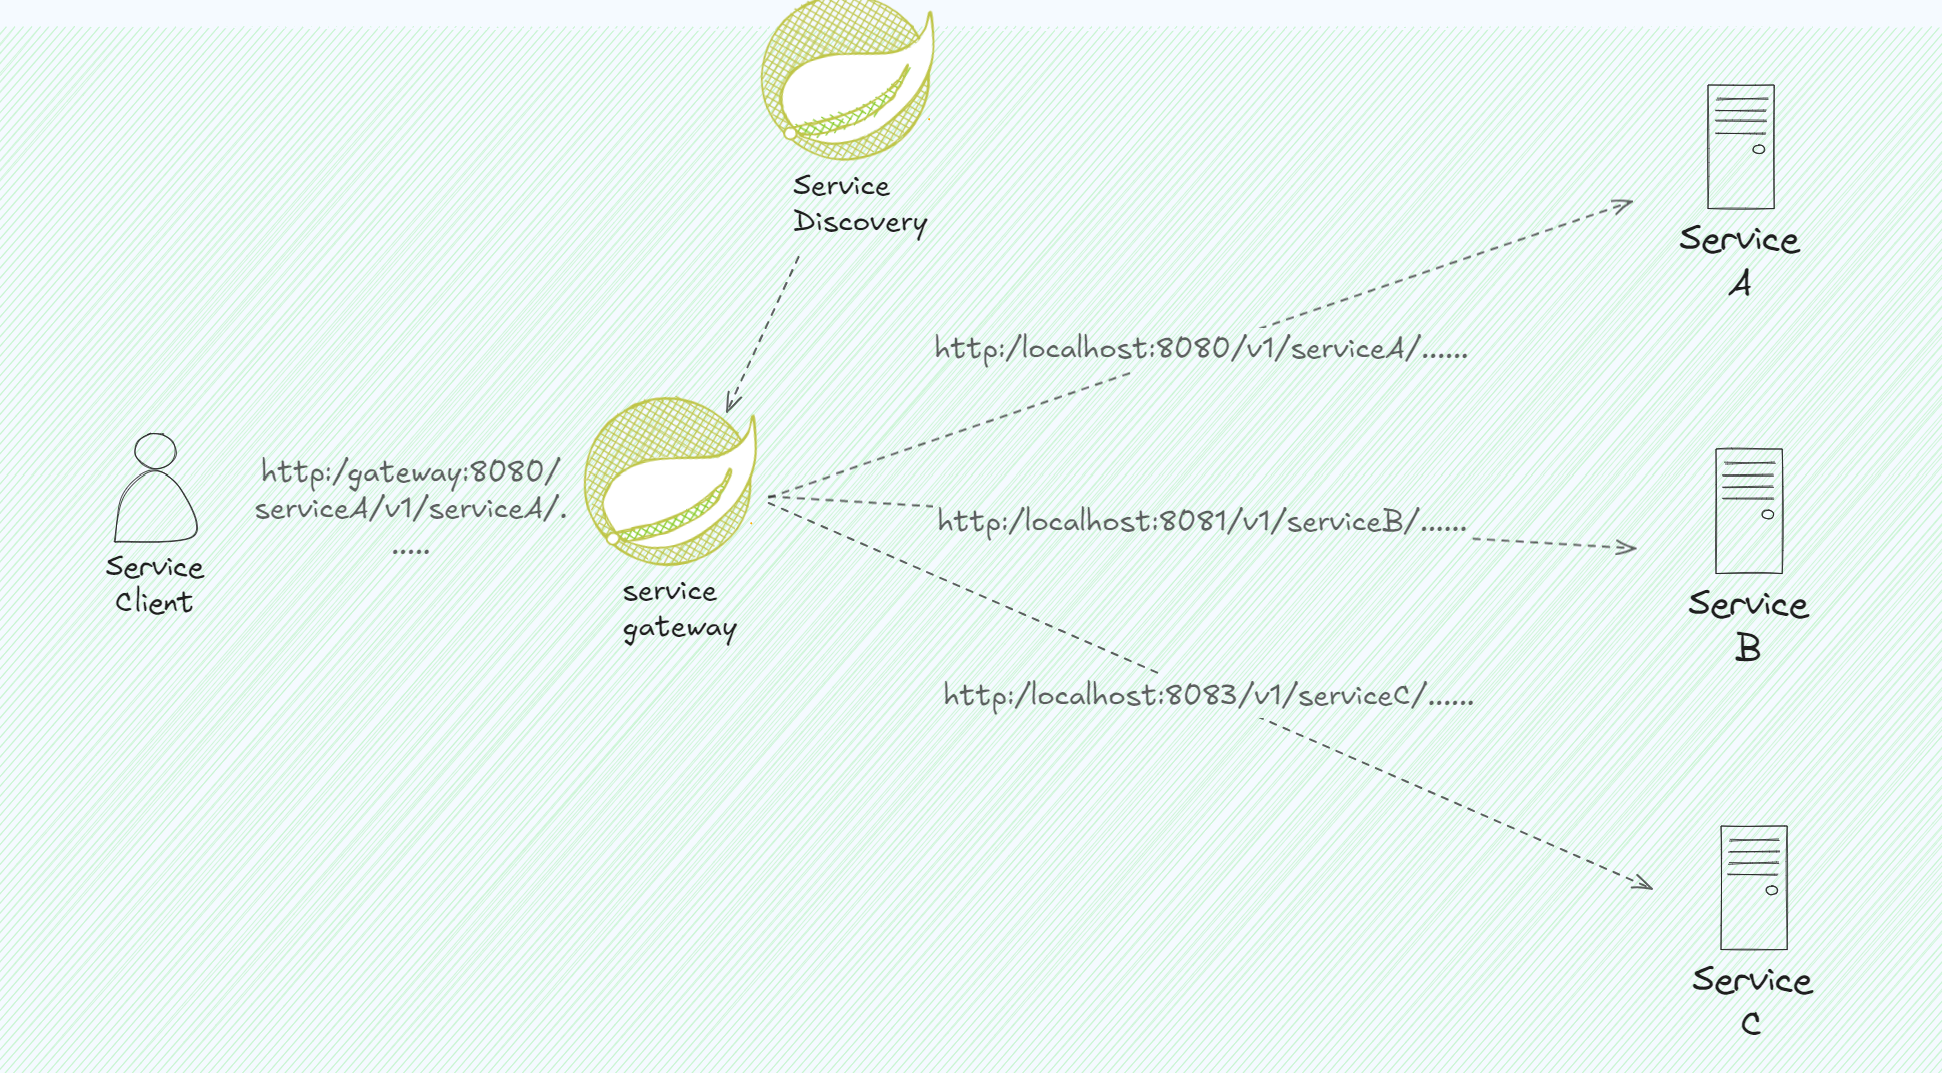 Service
Discovery
Service
A
http:/localhost:8080/v1/serviceA/......
http:/gateway:8080/
serviceA/v1/serviceA/.
.....
Service
Client
service
gateway
http:/localhost:8081/v1/serviceB/......
Service
B
http:/localhost:8083/v1/serviceC/......
Service
C